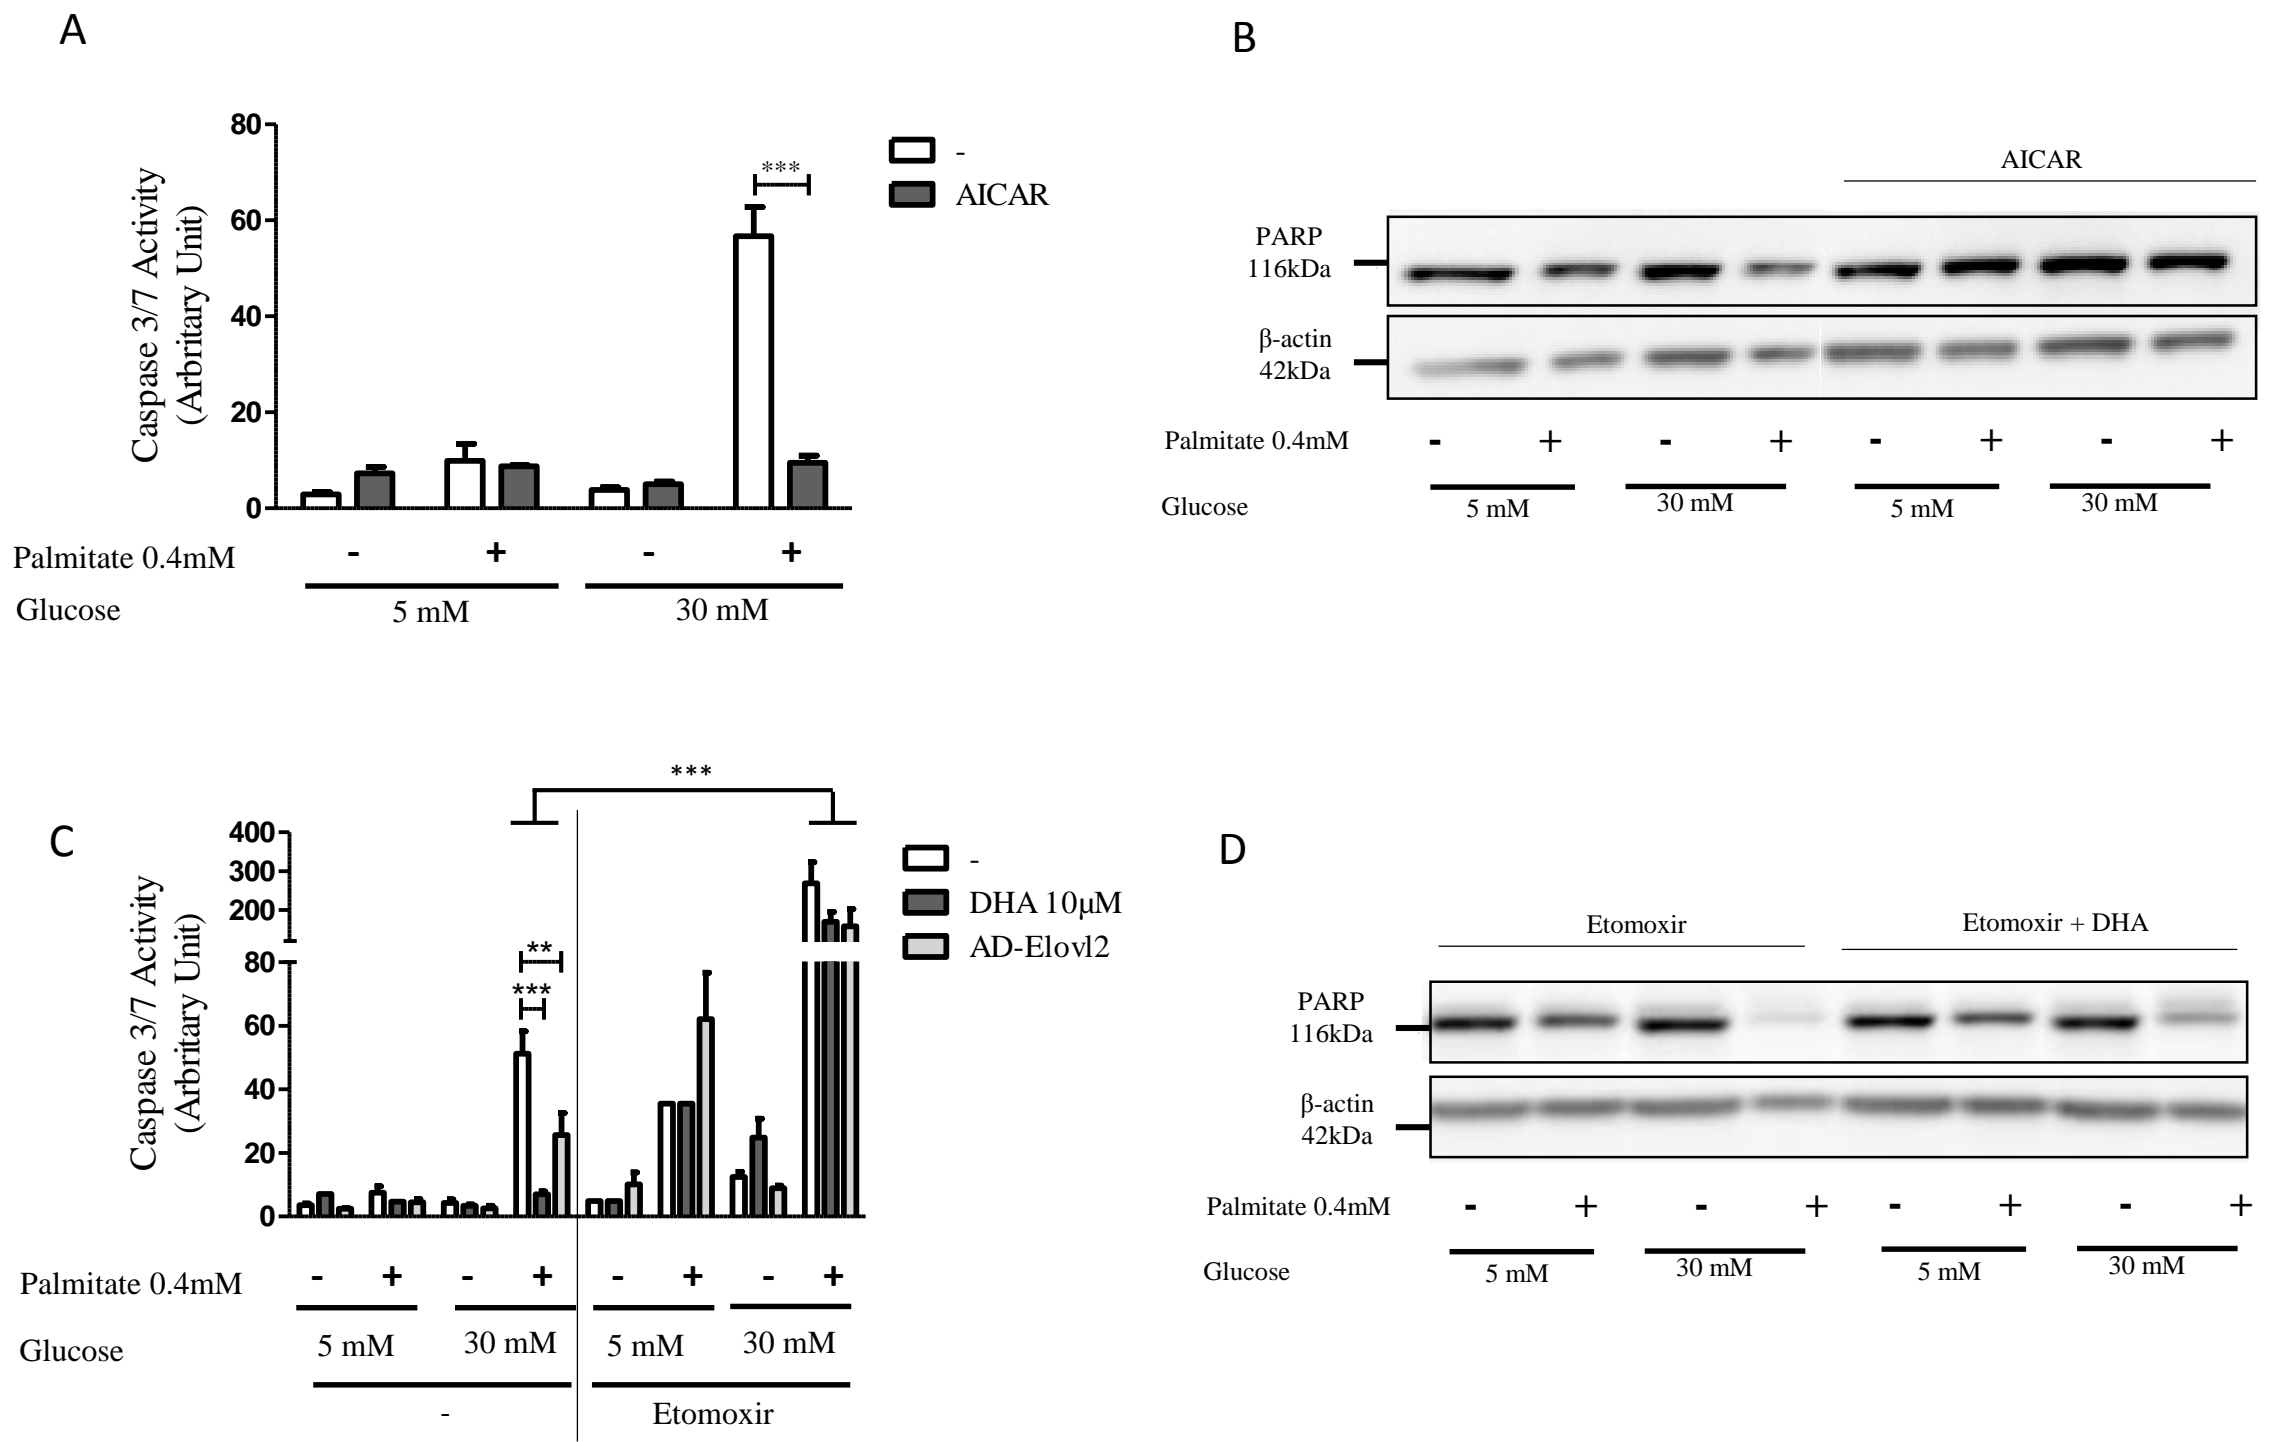 A
80
60
40
20
0
Caspase 3/7 Activity
(Arbritary Unit)
***
-
AICAR
Palmitate 0.4mM - + - +
Glucose 5 mM 30 mM
B
AICAR
PARP
116kDa
β-actin
42kDa
Palmitate 0.4mM - + - + - + - +
Glucose 5 mM 30 mM 5 mM 30 mM
C
***
400
300
200
80
60
40
20
0
Caspase 3/7 Activity
(Arbritary Unit)
**
***
-
DHA 10μM
AD-Elovl2
Palmitate 0.4mM - + - + - + - +
Glucose 5 mM 30 mM 5 mM 30 mM
- Etomoxir
D
Etomoxir Etomoxir + DHA
PARP
116kDa
β-actin
42kDa
Palmitate 0.4mM - + - + - + - +
Glucose 5 mM 30 mM 5 mM 30 mM